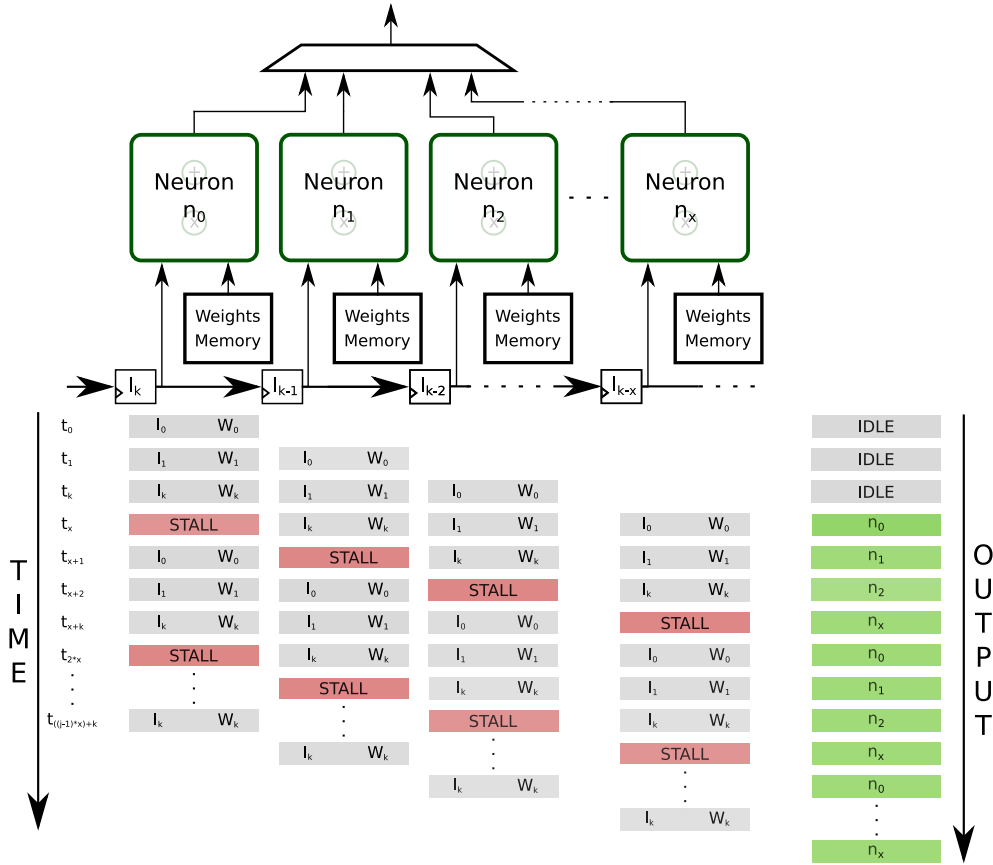 Neuron n₀ Neuron n₁ Neuron n₂ Neuron nₓ
+ + + +
x x x x
Weights Memory Weights Memory Weights Memory Weights Memory
Iₖ Iₖ₋₁ Iₖ₋₂ Iₖ₋ₓ
t₀ I₀ W₀ IDLE
t₁ I₁ W₁ I₀ W₀ IDLE
tₖ Iₖ Wₖ I₁ W₁ I₀ W₀ IDLE
tₓ STALL Iₖ Wₖ I₁ W₁ I₀ W₀ n₀
tₓ₊₁ I₀ W₀ STALL Iₖ Wₖ I₁ W₁ n₁
tₓ₊₂ I₁ W₁ I₀ W₀ STALL Iₖ Wₖ n₂
tₓ₊ₖ Iₖ Wₖ I₁ W₁ I₀ W₀ STALL nₓ
t₂*ₓ STALL Iₖ Wₖ I₁ W₁ I₀ W₀ n₀
STALL Iₖ Wₖ I₁ W₁ n₁
t₍₍ⱼ₋₁₎*ₓ₎₊ₖ Iₖ Wₖ STALL Iₖ Wₖ n₂
Iₖ Wₖ STALL nₓ
Iₖ Wₖ n₀
Iₖ Wₖ
nₓ
TIME
OUTPUT